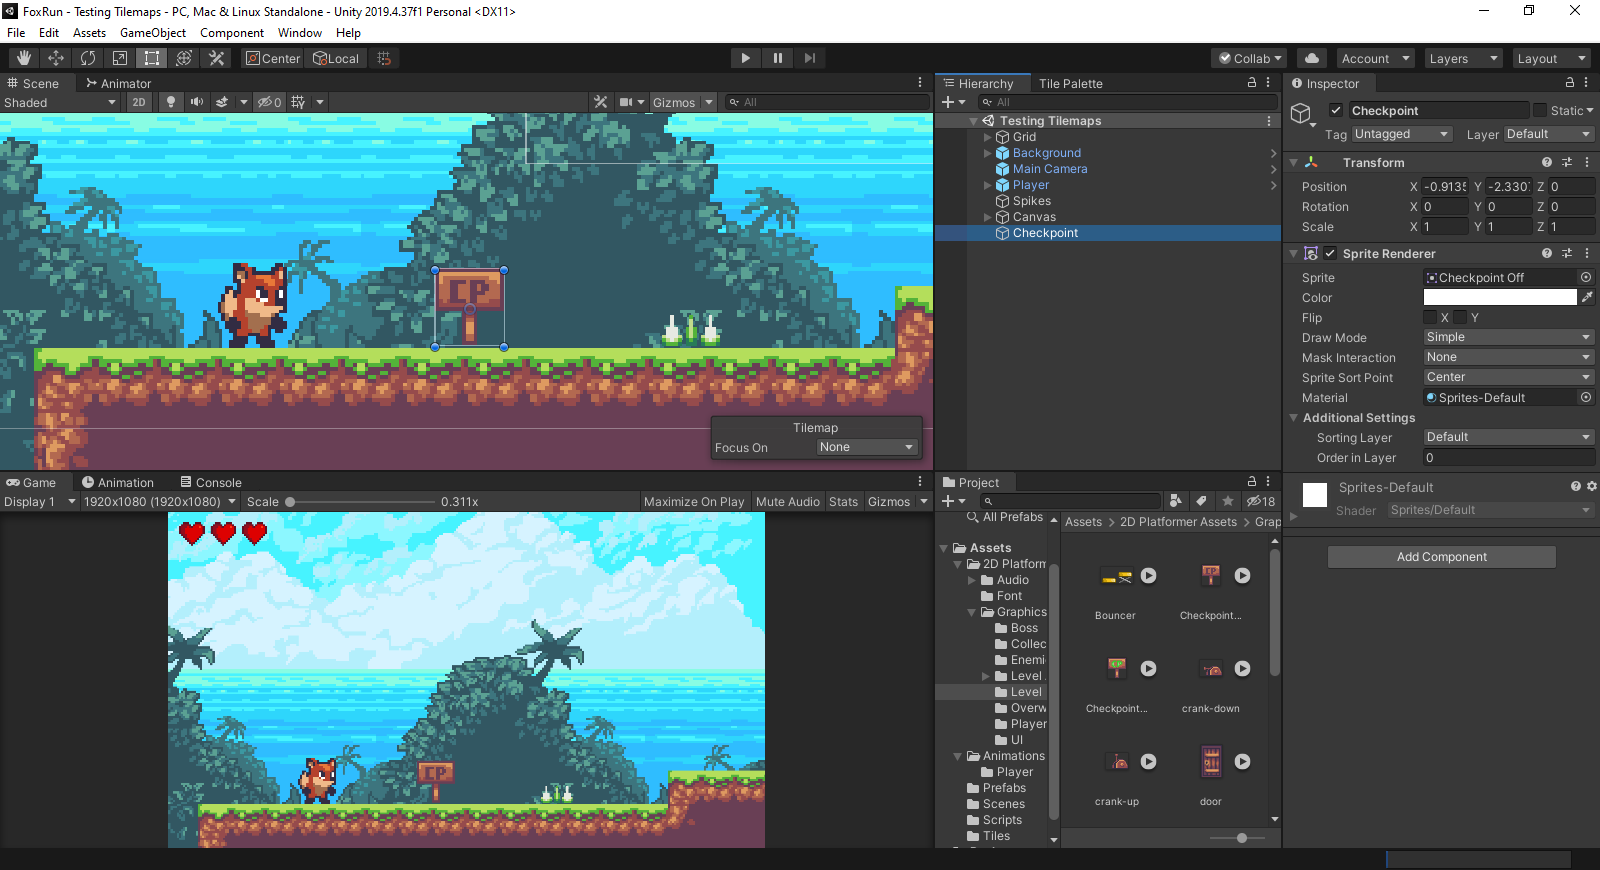 FoxRun - Testing Tilemaps - PC, Mac & Linux Standalone - Unity 2019.4.37f1 Personal <DX11>
File Edit Assets GameObject Component Window Help
Center Local Collab Account Layers Layout
Scene Animator
Shaded 2D 0 Gizmos All
CP
Tilemap
Focus On None
Hierarchy Tile Palette
All
Testing Tilemaps
Grid
Background
Main Camera
Player
Spikes
Canvas
Checkpoint
Inspector
Checkpoint Static
Tag Untagged Layer Default
Transform
Position X -0.9135 Y -2.3307 Z 0
Rotation X 0 Y 0 Z 0
Scale X 1 Y 1 Z 1
Sprite Renderer
Sprite Checkpoint Off
Color
Flip X Y
Draw Mode Simple
Mask Interaction None
Sprite Sort Point Center
Material Sprites-Default
Additional Settings
Sorting Layer Default
Order in Layer 0
Sprites-Default
Shader Sprites/Default
Add Component
Game Animation Console
Display 1 1920x1080 (1920x1080) Scale 0.311x Maximize On Play Mute Audio Stats Gizmos
CP
Project
18
All Prefabs
Assets
2D Platform
Audio
Font
Graphics
Boss
Collec
Enemi
Level
Level
Overw
Player
UI
Animations
Player
Prefabs
Scenes
Scripts
Tiles
Assets > 2D Platformer Assets > Grap
CP
Bouncer Checkpoint...
Checkpoint... crank-down
crank-up door